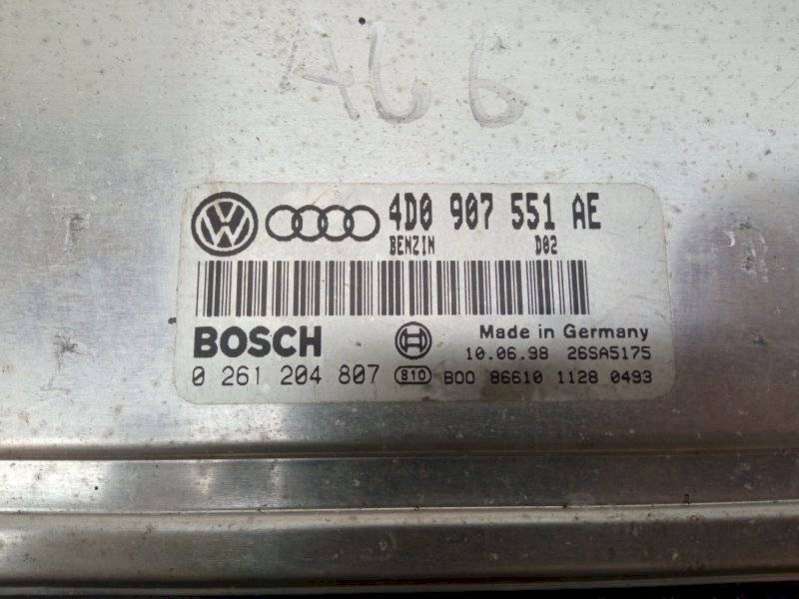 A66
4D0 907 551 AE
BENZIN D02
BOSCH Made in Germany
10.06.98 26SA5175
0 261 204 807 810 B00 86610 1128 0493